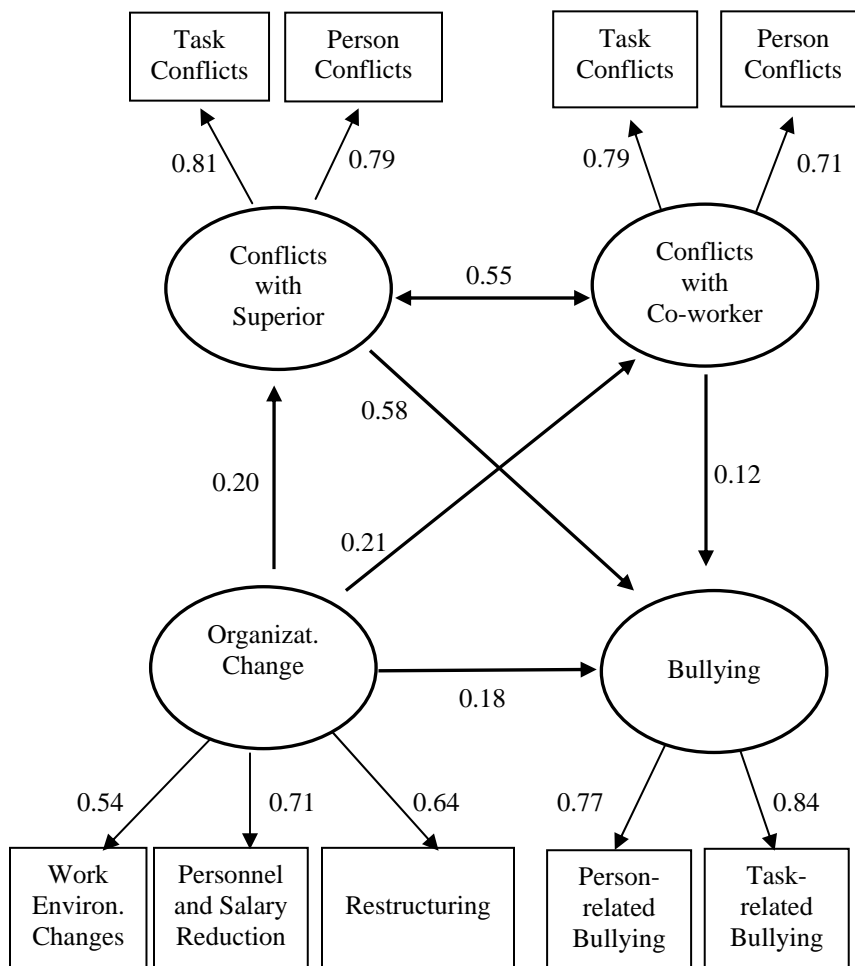 Task
Conflicts
Person
Conflicts
Task
Conflicts
Person
Conflicts
0.81
0.79
0.79
0.71
Conflicts
with
Superior
0.55
Conflicts
with
Co-worker
0.58
0.20
0.12
0.21
Organizat.
Change
Bullying
0.18
0.54
0.71
0.64
0.77
0.84
Work
Environ.
Changes
Personnel
and Salary
Reduction
Restructuring
Person-
related
Bullying
Task-
related
Bullying